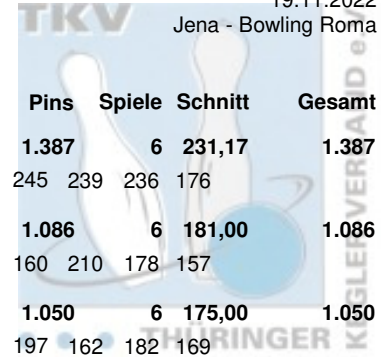 19.11.2022
TKV
Jena - Bowling Roma
Pins Spiele Schnitt Gesamt
1.387 6 231,17 1.387
245 239 236 176
1.086 6 181,00 1.086
160 210 178 157
1.050 6 175,00 1.050
197 162 182 169
THÜRINGER
KEGLERVERBAND e.V.